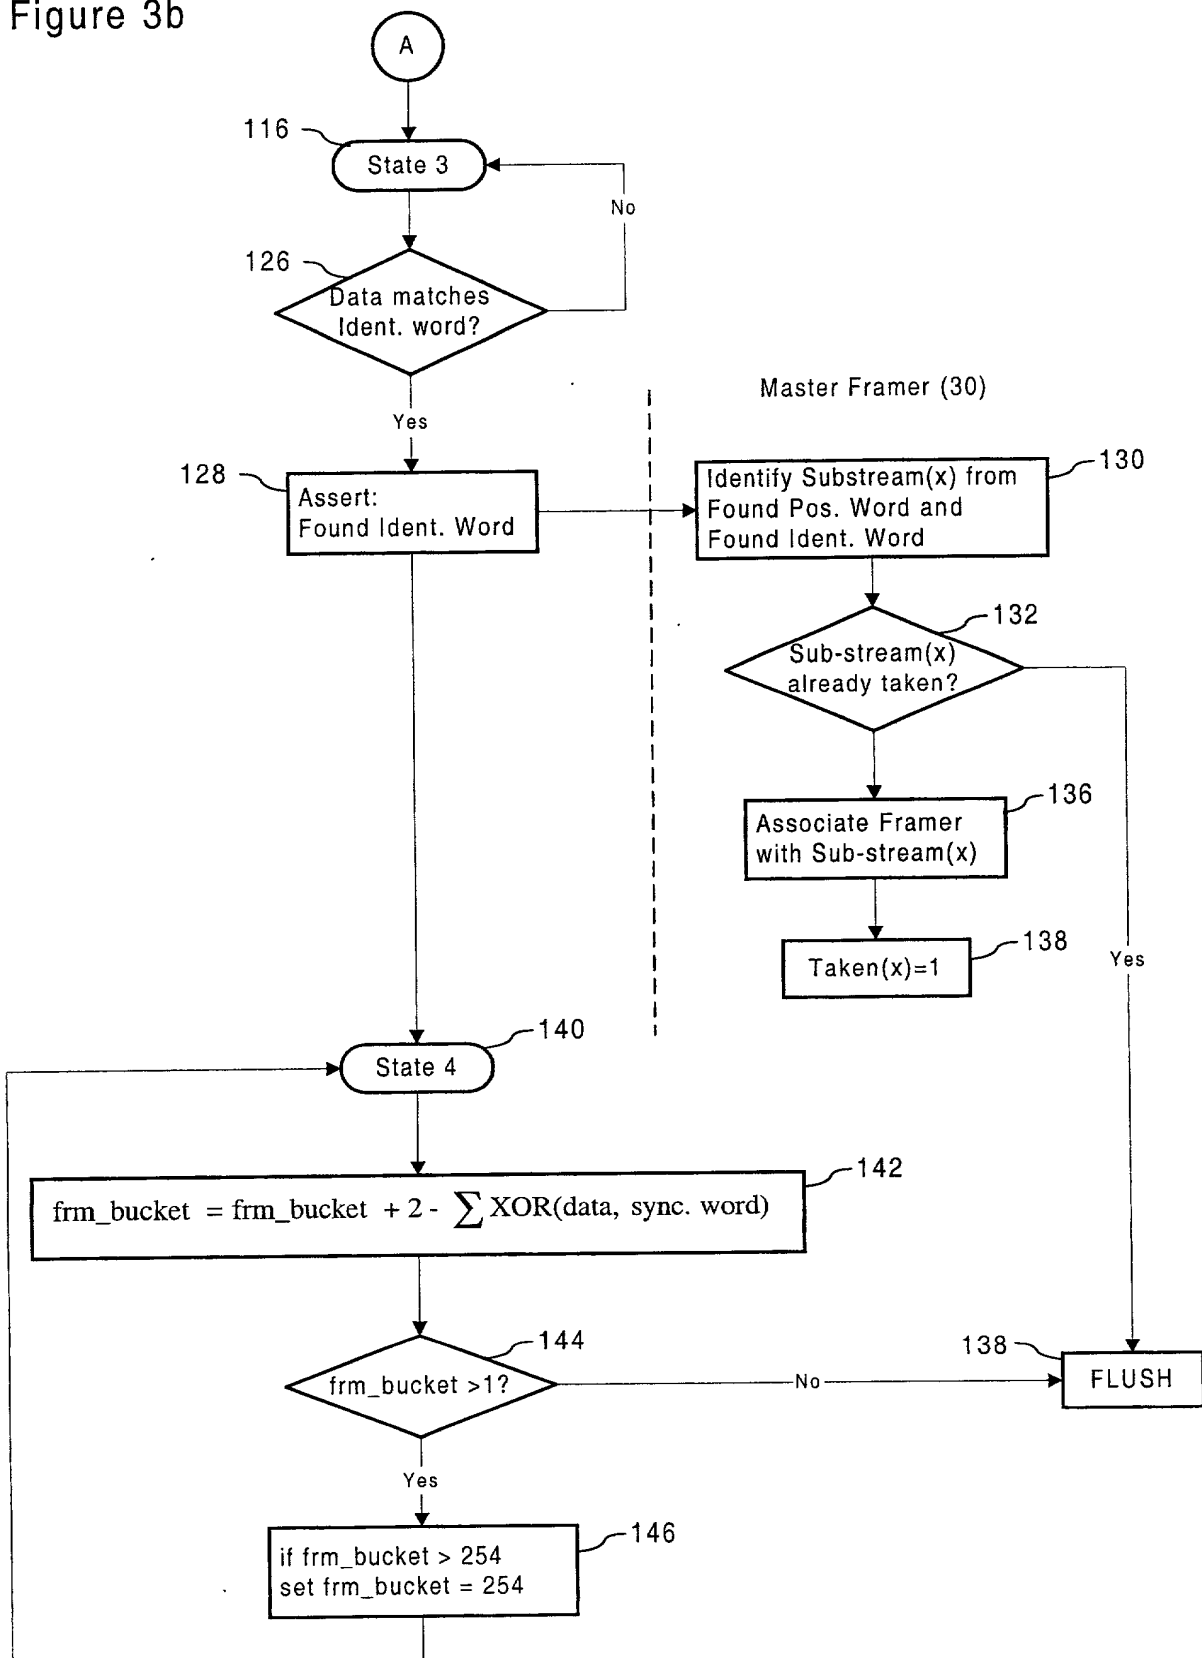 Figure 3b
A
116
State 3
No
126
Data matches
Ident. word?
Yes
Master Framer (30)
128
Assert:
Found Ident. Word
130
Identify Substream(x) from
Found Pos. Word and
Found Ident. Word
132
Sub-stream(x)
already taken?
136
Associate Framer
with Sub-stream(x)
138
Taken(x)=1
Yes
140
State 4
142
frm_bucket = frm_bucket + 2 - ∑ XOR(data, sync. word)
144
frm_bucket >1?
No
138
FLUSH
Yes
146
if frm_bucket > 254
set frm_bucket = 254